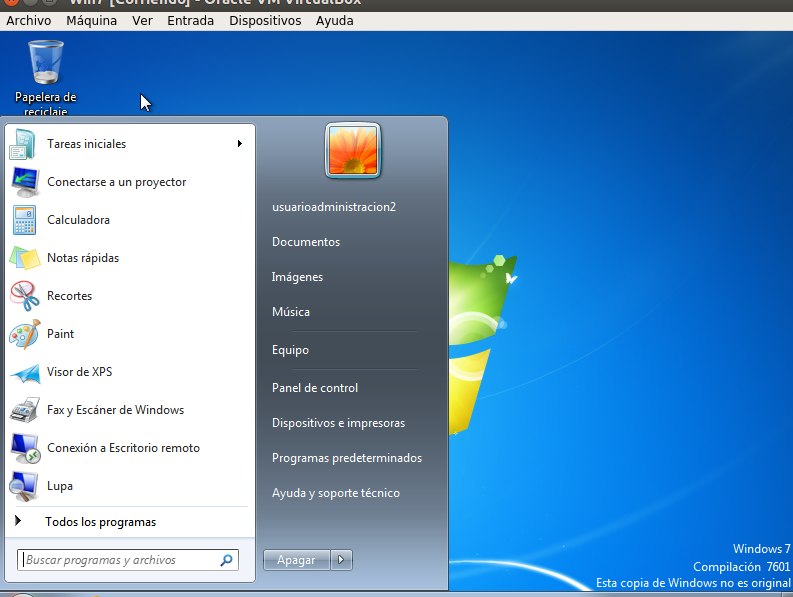 Win7 [Corriendo] - Oracle VM VirtualBox
Archivo Máquina Ver Entrada Dispositivos Ayuda
Papelera de
reciclaje
Tareas iniciales
Conectarse a un proyector
Calculadora
Notas rápidas
Recortes
Paint
Visor de XPS
Fax y Escáner de Windows
Conexión a Escritorio remoto
Lupa
Todos los programas
Buscar programas y archivos
usuarioadministracion2
Documentos
Imágenes
Música
Equipo
Panel de control
Dispositivos e impresoras
Programas predeterminados
Ayuda y soporte técnico
Apagar
Windows 7
Compilación 7601
Esta copia de Windows no es original